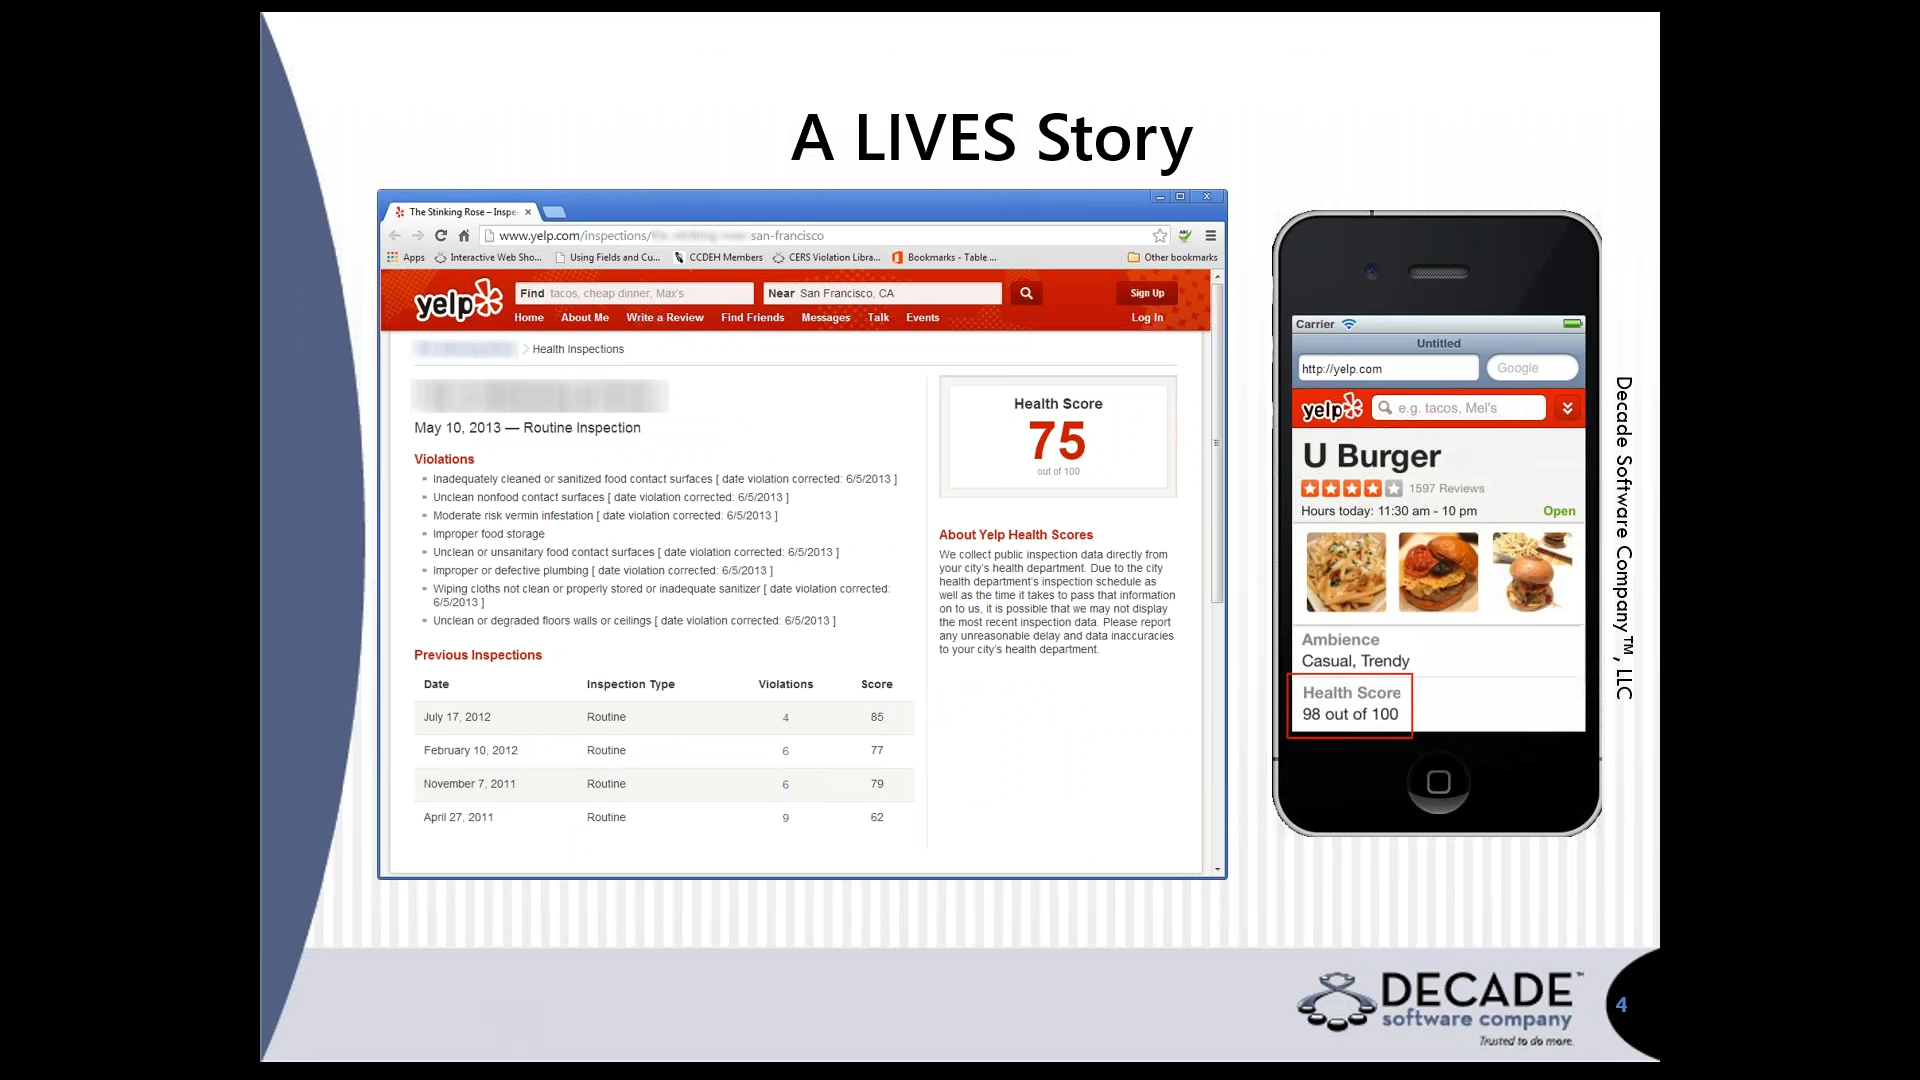 A LIVES Story
The Stinking Rose – Inspe
www.yelp.com/inspections/ san-francisco
Apps Interactive Web Sho... Using Fields and Cu... CCDEH Members CERS Violation Libra... Bookmarks - Table ... Other bookmarks
yelp
Find tacos, cheap dinner, Max's
Near San Francisco, CA
Sign Up
Home About Me Write a Review Find Friends Messages Talk Events Log In
Health Inspections
May 10, 2013 — Routine Inspection
Violations
Inadequately cleaned or sanitized food contact surfaces [ date violation corrected: 6/5/2013 ]
Unclean nonfood contact surfaces [ date violation corrected: 6/5/2013 ]
Moderate risk vermin infestation [ date violation corrected: 6/5/2013 ]
Improper food storage
Unclean or unsanitary food contact surfaces [ date violation corrected: 6/5/2013 ]
Improper or defective plumbing [ date violation corrected: 6/5/2013 ]
Wiping cloths not clean or properly stored or inadequate sanitizer [ date violation corrected:
6/5/2013 ]
Unclean or degraded floors walls or ceilings [ date violation corrected: 6/5/2013 ]
Previous Inspections
Date Inspection Type Violations Score
July 17, 2012 Routine 4 85
February 10, 2012 Routine 6 77
November 7, 2011 Routine 6 79
April 27, 2011 Routine 9 62
Health Score
75
out of 100
About Yelp Health Scores
We collect public inspection data directly from
your city's health department. Due to the city
health department's inspection schedule as
well as the time it takes to pass that information
on to us, it is possible that we may not display
the most recent inspection data. Please report
any unreasonable delay and data inaccuracies
to your city's health department.
Carrier
Untitled
http://yelp.com
Google
yelp
e.g. tacos, Mel's
U Burger
1597 Reviews
Hours today: 11:30 am - 10 pm Open
Ambience
Casual, Trendy
Health Score
98 out of 100
Decade Software Company™, LLC
DECADE™
software company
Trusted to do more.
4